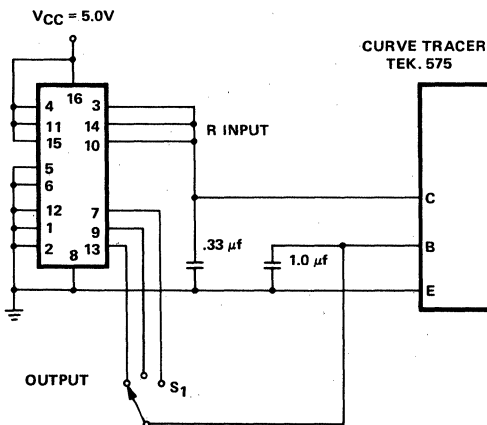 VCC = 5.0V
CURVE TRACER
TEK. 575
16
4
3
11
14
R INPUT
15
10
5
6
C
12
7
1
9
.33 μf
1.0 μf
B
2
13
8
E
OUTPUT
S1